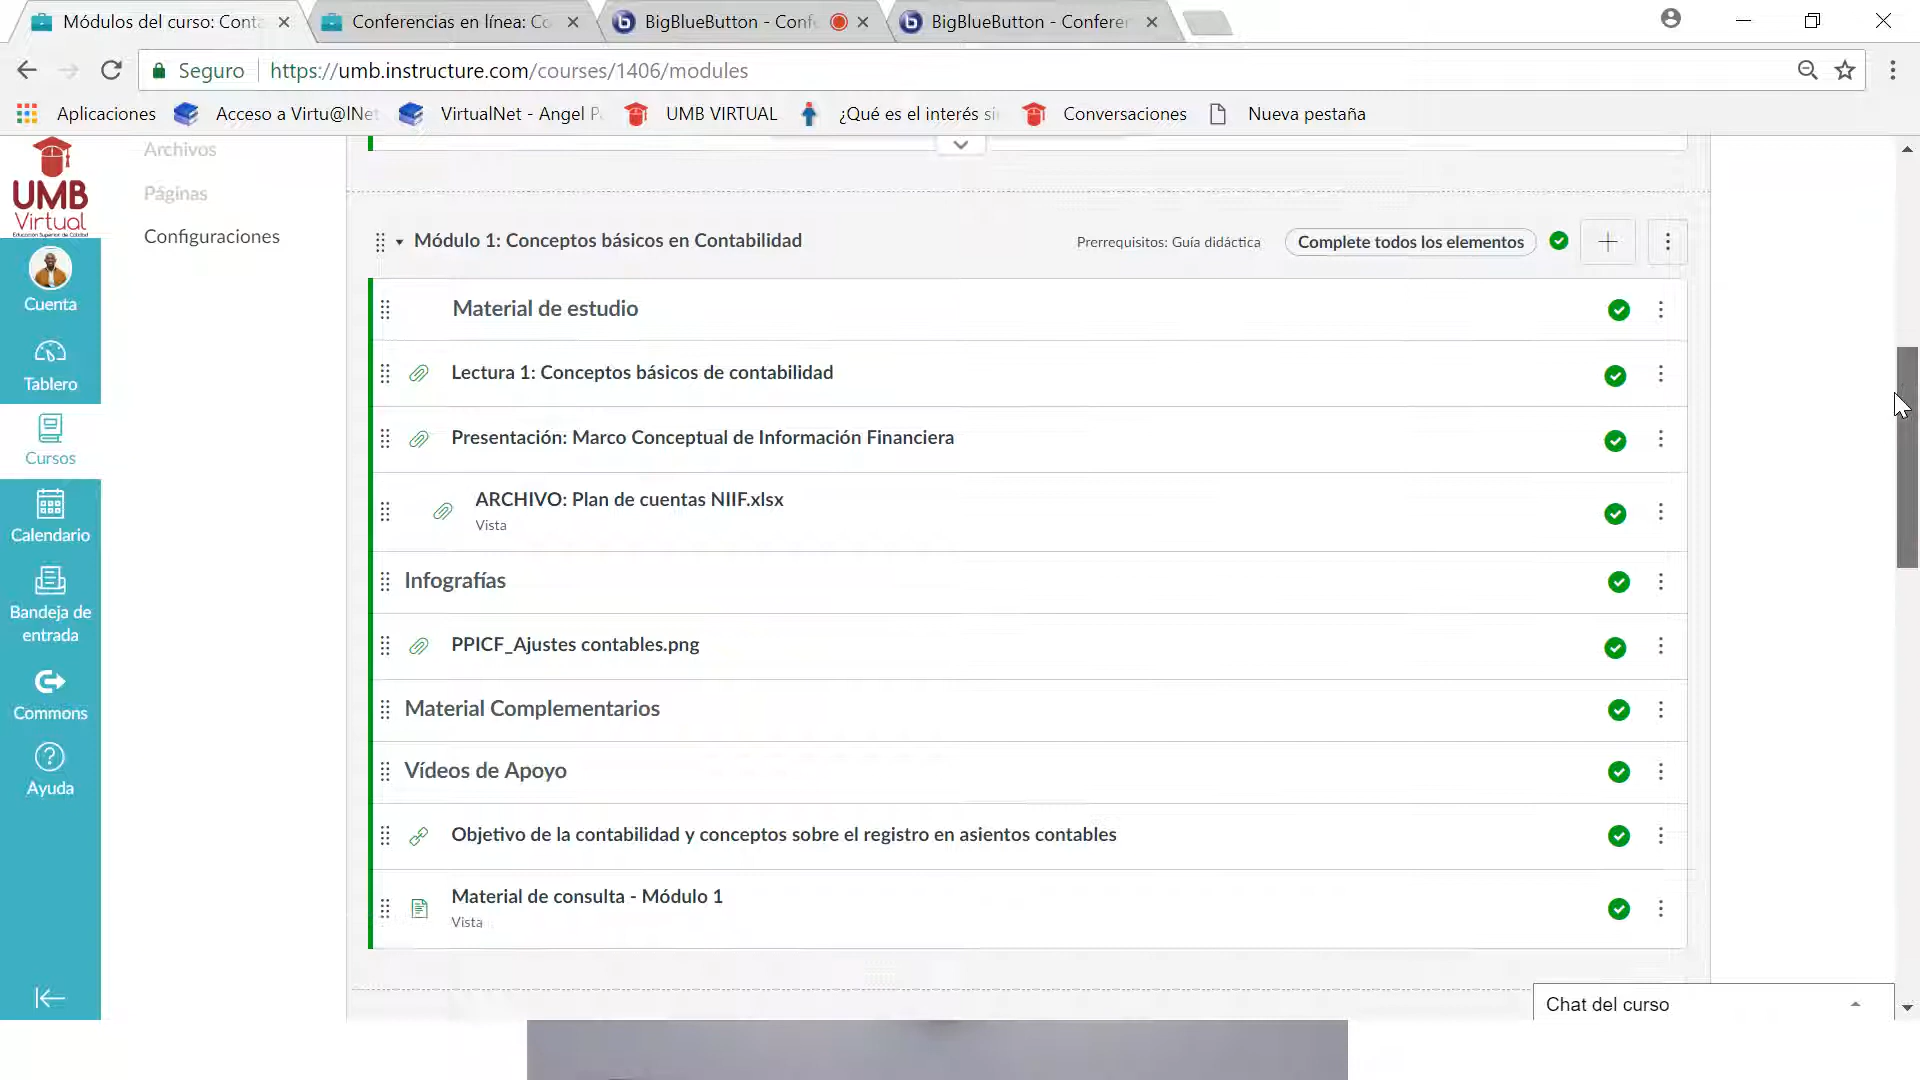 Módulos del curso: Conta
Conferencias en línea: Co
BigBlueButton - Confe
BigBlueButton - Conferen
Seguro
https://umb.instructure.com/courses/1406/modules
Aplicaciones
Acceso a Virtu@lNet
VirtualNet - Angel P
UMB VIRTUAL
¿Qué es el interés si
Conversaciones
Nueva pestaña
UMB
Virtual
Cuenta
Tablero
Cursos
Calendario
Bandeja de
entrada
Commons
Ayuda
Archivos
Páginas
Configuraciones
Módulo 1: Conceptos básicos en Contabilidad
Prerrequisitos: Guía didáctica
Complete todos los elementos
Material de estudio
Lectura 1: Conceptos básicos de contabilidad
Presentación: Marco Conceptual de Información Financiera
ARCHIVO: Plan de cuentas NIIF.xlsx
Vista
Infografías
PPICF_Ajustes contables.png
Material Complementarios
Vídeos de Apoyo
Objetivo de la contabilidad y conceptos sobre el registro en asientos contables
Material de consulta - Módulo 1
Vista
Chat del curso